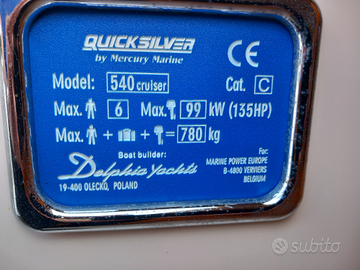 QUICKSILVER CE
by Mercury Marine
Model: 540 cruiser Cat. C
Max. 6 Max. 99 kW (135HP)
Max. + + = 780 kg
Boat builder:
Delphia Yachts
19-400 OLECKO, POLAND
For:
MARINE POWER EUROPE
B-4800 VERVIERS
BELGIUM
subito